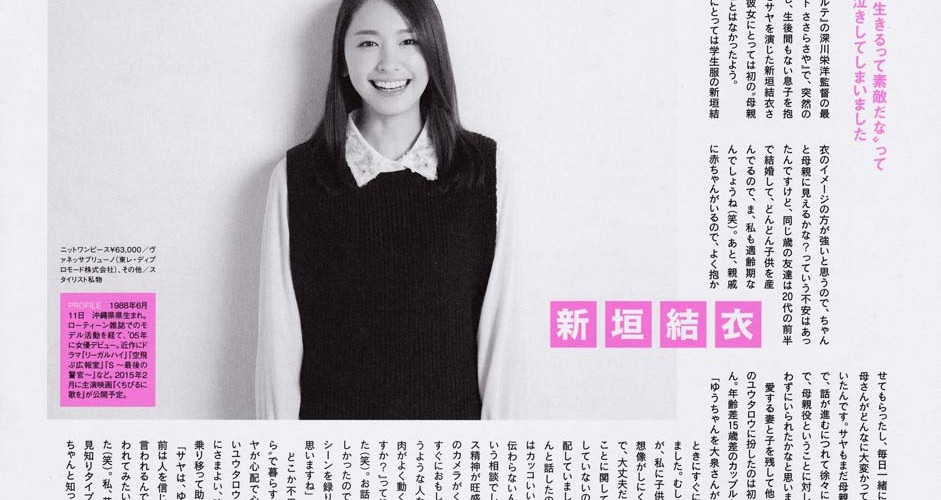 生きるって素敵だな〟って
泣きしてしまいました
ルテ』の深川栄洋監督の最
ト ささらさや』で、突然の
も、生後間もない息子を抱
サヤを演じた新垣結衣さ
彼女にとっては初の〝母親
ことはなかったよう。
にとっては学生服の新垣結
衣のイメージの方が強いと思うので、ちゃん
と母親に見えるかな?っていう不安はあっ
たんですけど、同じ歳の友達は20代の前半
で結婚して、どんどん子供を産
んでるので、ま、私も適齢期な
んでしょうね(笑)。あと、親戚
に赤ちゃんがいるので、よく抱か
新垣結衣
ニットワンピース¥63,000/ヴ
ァネッサブリューノ(東レ・ディプ
ロモード株式会社)、その他/ス
タイリスト私物
PROFILE 1988年6月
11日 沖縄県県生まれ。
ローティーン雑誌でのモ
デル活動を経て、'05年
に女優デビュー。近作にド
ラマ『リーガルハイ』『空飛
ぶ広報室』『S 〜最後の
警官〜』など。2015年2
月に主演映画『くちびるに
歌を』が公開予定。
せてもらったし、毎日一緒に
母さんがどんなに大変かって
いたんです。サヤもまだ母親
で、話が進むにつれて徐々に
で、母親役ということに対し
わずにいられたかなと思い
愛する妻と子を残して他
のユウタロウに扮したのは初
ん。年齢差15歳差のカップル
「ゆうちゃんを大泉さんが
ときにすぐに
ました。むし
が、私に子供
想像がしにく
ことに関して
で、大丈夫だ
していないの
配していまし
んと話したの
いう相談でし
はカッコいい
伝わらない
ス精神が旺盛
のカメラがく
すぐにおもし
うような人な
肉がよく動く
すか?」って
た(笑)。お話
しかったので
シーンを録り
思いますね」
どこか不
ら〟で暮らす
ヤが心配で
いユウタロウ
にさまよい、
乗り移って助
「サヤは、ゆ
前は人を信じ
言われるんで
われてみたい
た(笑)。私、サ
見知りタイプ
ちゃんと知っ